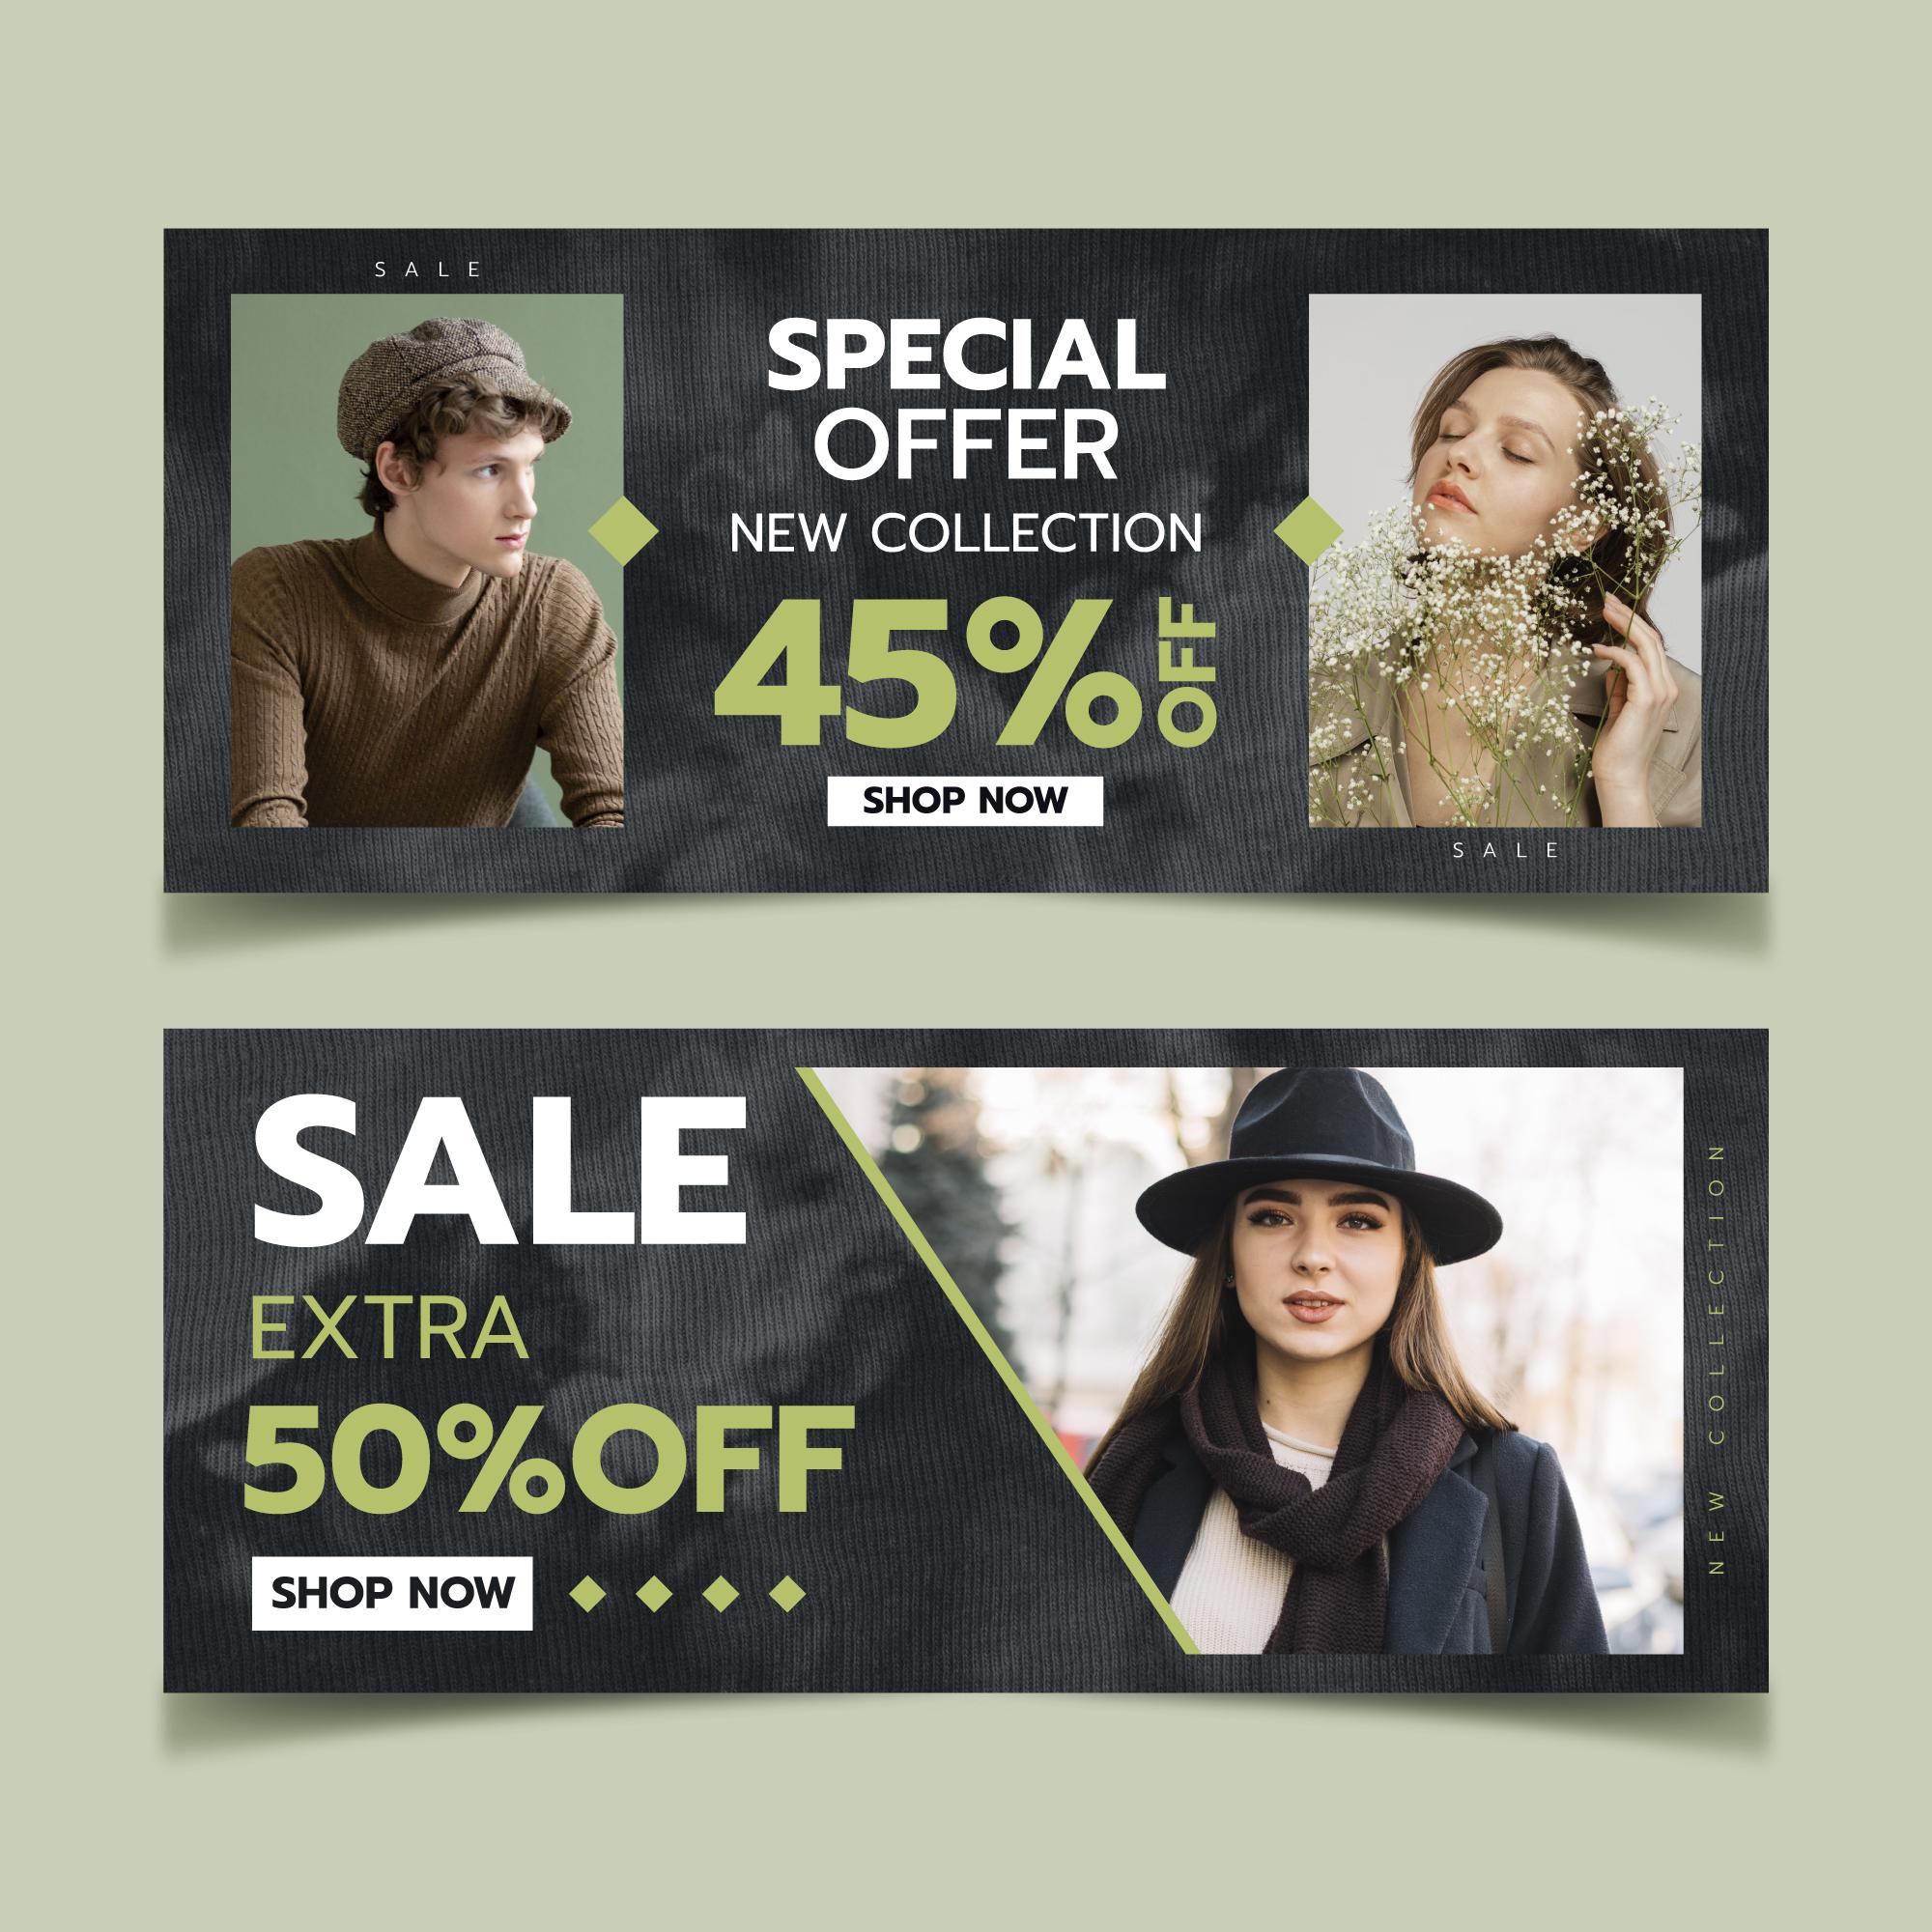 SALE
SPECIAL
OFFER
NEW COLLECTION
45% OFF
SHOP NOW
SALE
SALE
EXTRA
50%OFF
SHOP NOW
NEW COLLECTION